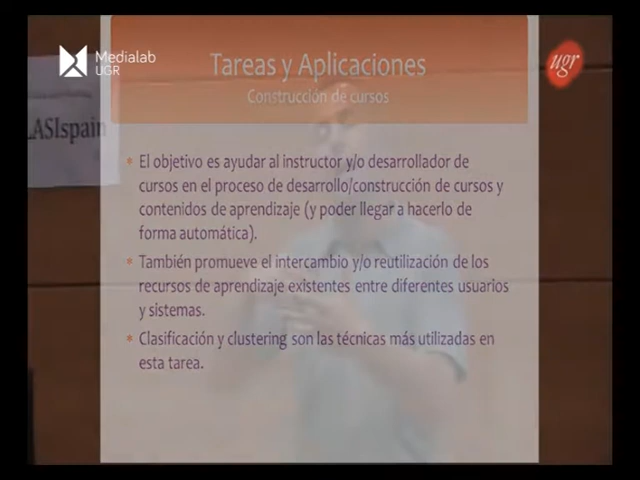 Medialab
UGR
ugr
LASIspain
Tareas y Aplicaciones
Construcción de cursos
* El objetivo es ayudar al instructor y/o desarrollador de
cursos en el proceso de desarrollo/construcción de cursos y
contenidos de aprendizaje (y poder llegar a hacerlo de
forma automática).
* También promueve el intercambio y/o reutilización de los
recursos de aprendizaje existentes entre diferentes usuarios
y sistemas.
* Clasificación y clustering son las técnicas más utilizadas en
esta tarea.